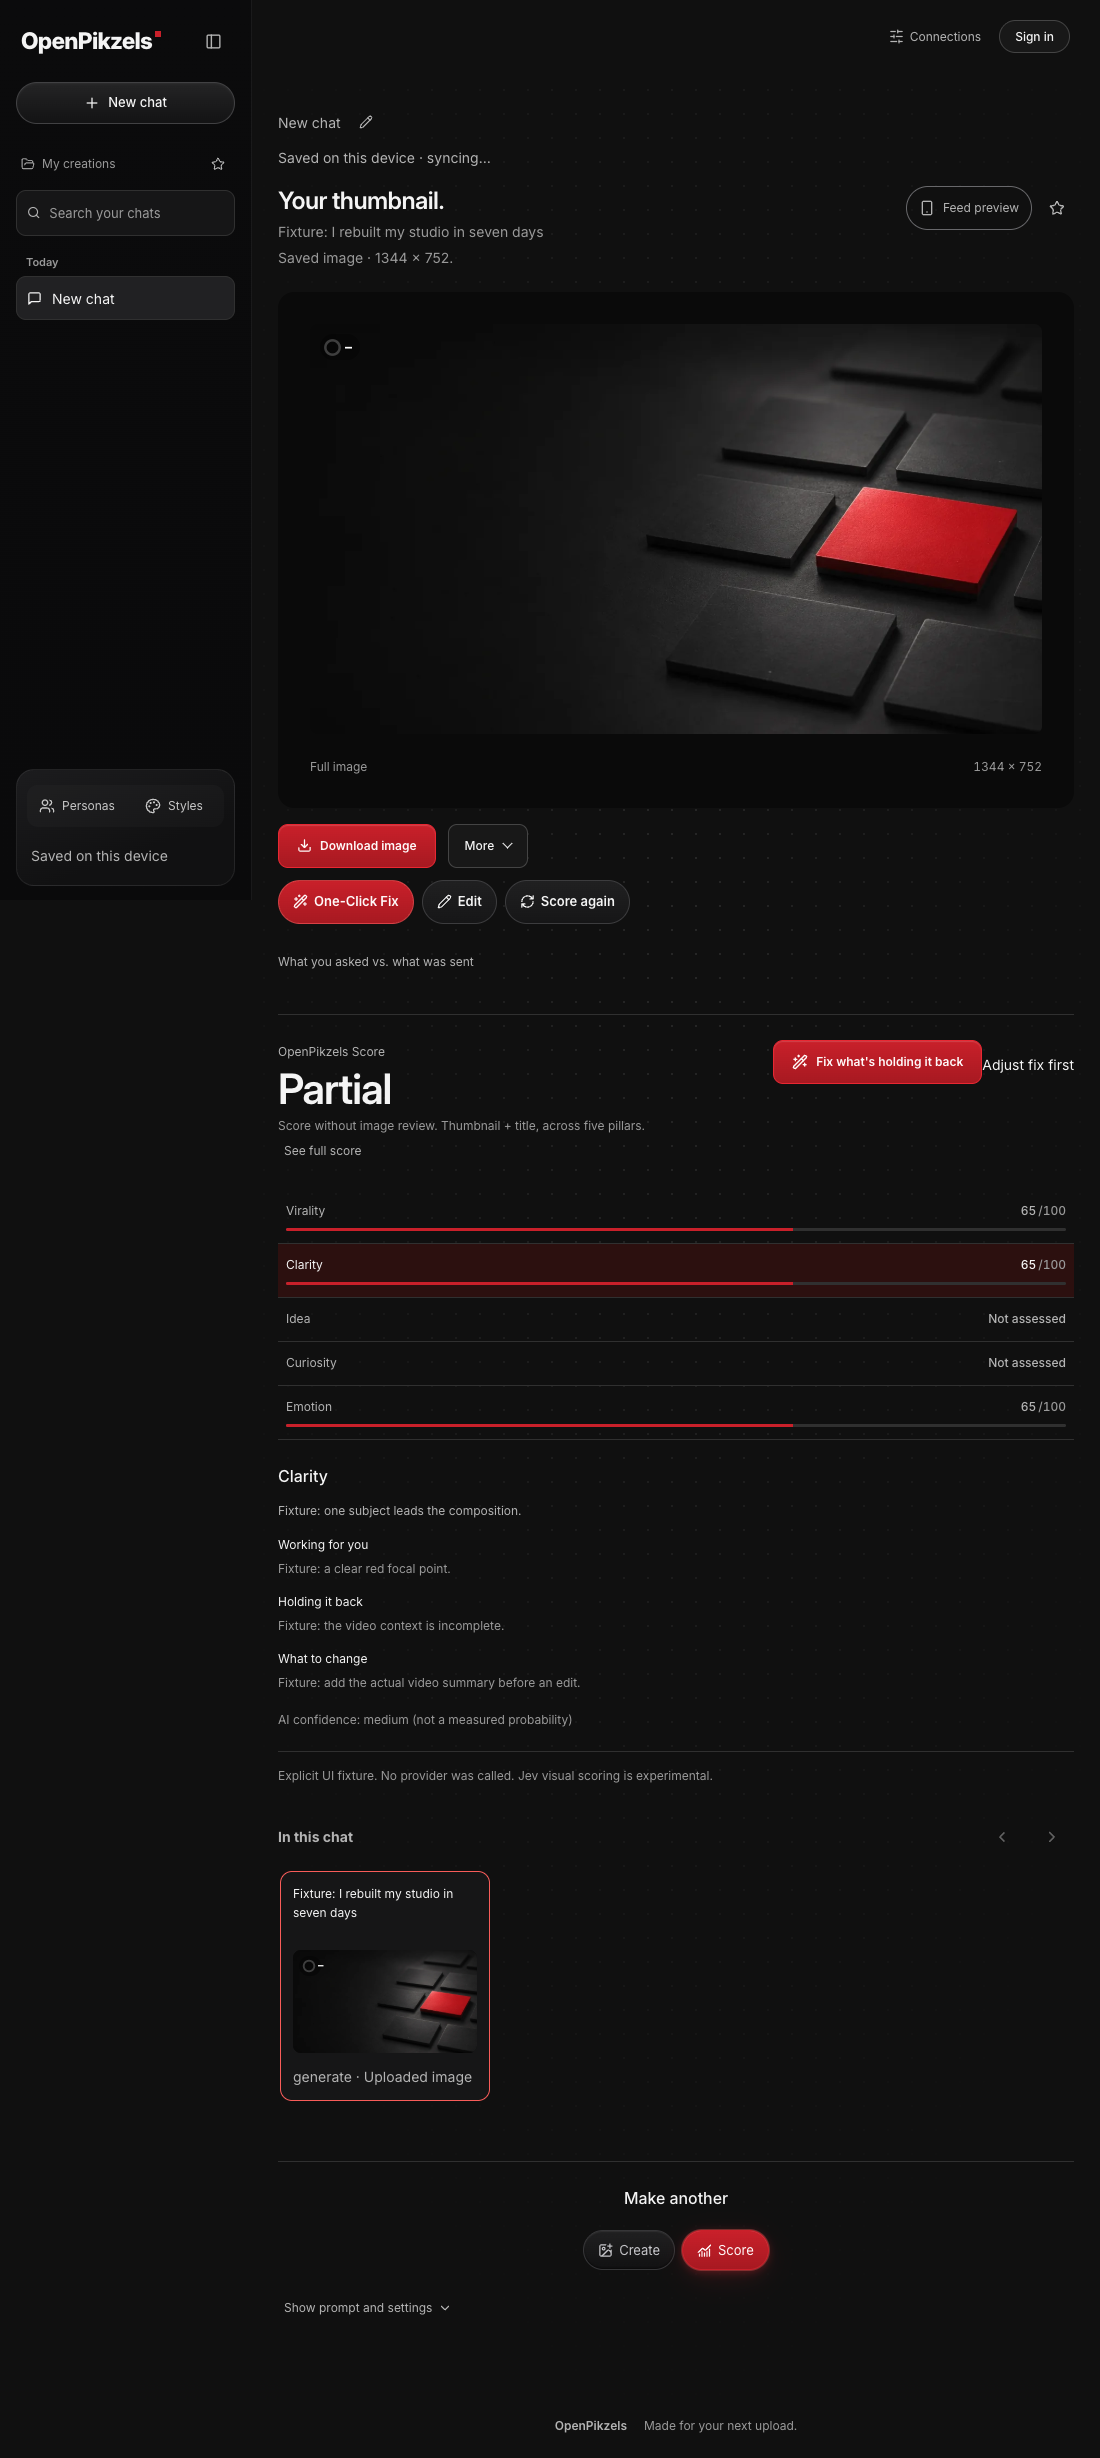 OpenPikzels
New chat
My creations
Search your chats
Today
New chat
Personas
Styles
Saved on this device
Connections
Sign in
New chat
Saved on this device · syncing...
Your thumbnail.
Fixture: I rebuilt my studio in seven days
Saved image · 1344 × 752.
Feed preview
Full image
1344 × 752
Download image
More
One-Click Fix
Edit
Score again
What you asked vs. what was sent
OpenPikzels Score
Partial
Score without image review. Thumbnail + title, across five pillars.
See full score
Fix what's holding it back
Adjust fix first
Virality 65/100
Clarity 65/100
Idea Not assessed
Curiosity Not assessed
Emotion 65/100
Clarity
Fixture: one subject leads the composition.
Working for you
Fixture: a clear red focal point.
Holding it back
Fixture: the video context is incomplete.
What to change
Fixture: add the actual video summary before an edit.
AI confidence: medium (not a measured probability)
Explicit UI fixture. No provider was called. Jev visual scoring is experimental.
In this chat
Fixture: I rebuilt my studio in
seven days
generate · Uploaded image
Make another
Create
Score
Show prompt and settings
OpenPikzels Made for your next upload.